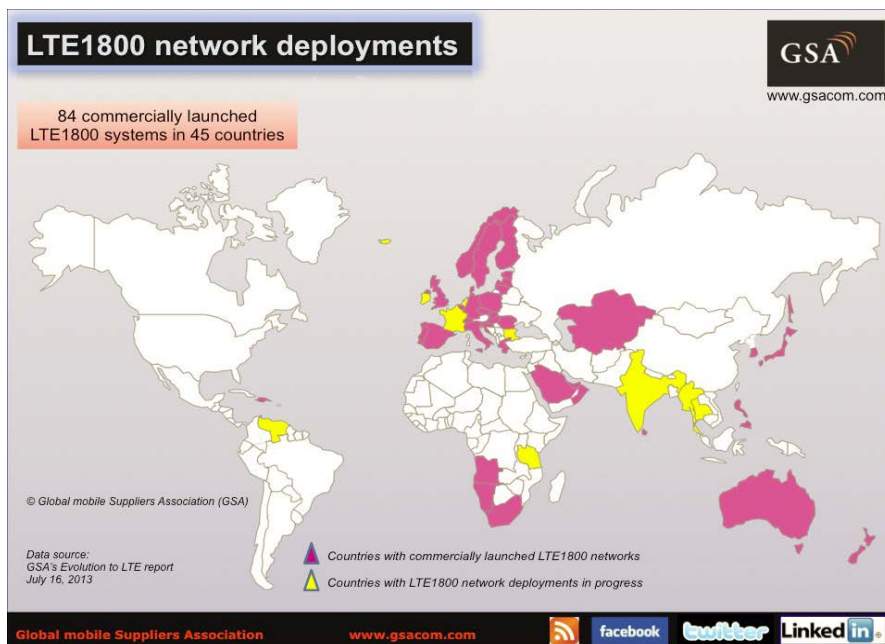 LTE1800 network deployments
GSA
www.gsacom.com
84 commercially launched
LTE1800 systems in 45 countries
© Global mobile Suppliers Association (GSA)
Data source:
GSA's Evolution to LTE report
July 16, 2013
Countries with commercially launched LTE1800 networks
Countries with LTE1800 network deployments in progress
Global mobile Suppliers Association
www.gsacom.com
facebook
twitter
Linked in.